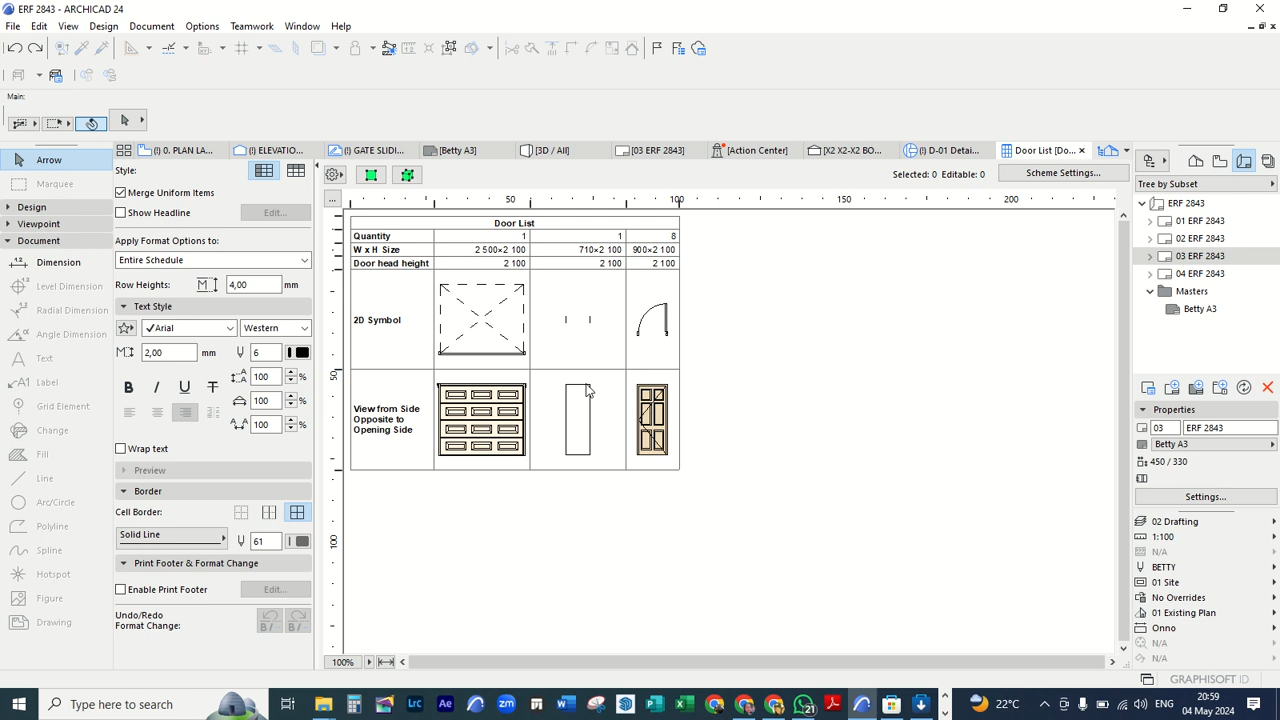 ERF 2843 - ARCHICAD 24
File Edit View Design Document Options Teamwork Window Help
Main:
(!) 0. PLAN LA... (!) ELEVATIO... (!) GATE SLIDI... [Betty A3] [3D / All] [03 ERF 2843] [Action Center] [X2 X2-X2 BO... (!) D-01 Detai... Door List [Do...
Arrow
Marquee
Design
Viewpoint
Document
Dimension
Level Dimension
Radial Dimension
Angle Dimension
Text
Label
Grid Element
Change
Fill
Line
Arc/Circle
Polyline
Spline
Hotspot
Figure
Drawing
Style:
Merge Uniform Items
Show Headline Edit...
Apply Format Options to:
Entire Schedule
Row Heights: 4,00 mm
Text Style
Arial Western
2,00 mm 6
100
B I U T 100
100
Wrap text
Preview
Border
Cell Border:
Solid Line 61
Print Footer & Format Change
Enable Print Footer Edit...
Undo/Redo
Format Change:
Selected: 0 Editable: 0 Scheme Settings...
... 50 100 150 200
50
100
Door List
Quantity 1 1 8
W x H Size 2 500×2 100 710×2 100 900×2 100
Door head height 2 100 2 100 2 100
2D Symbol
View from Side
Opposite to
Opening Side
100%
Tree by Subset
ERF 2843
01 ERF 2843
02 ERF 2843
03 ERF 2843
04 ERF 2843
Masters
Betty A3
Properties
03 ERF 2843
Betty A3
450 / 330
Settings...
02 Drafting
1:100
N/A
BETTY
01 Site
No Overrides
01 Existing Plan
Onno
N/A
N/A
GRAPHISOFT ID
Type here to search
22°C ENG 20:59
04 May 2024